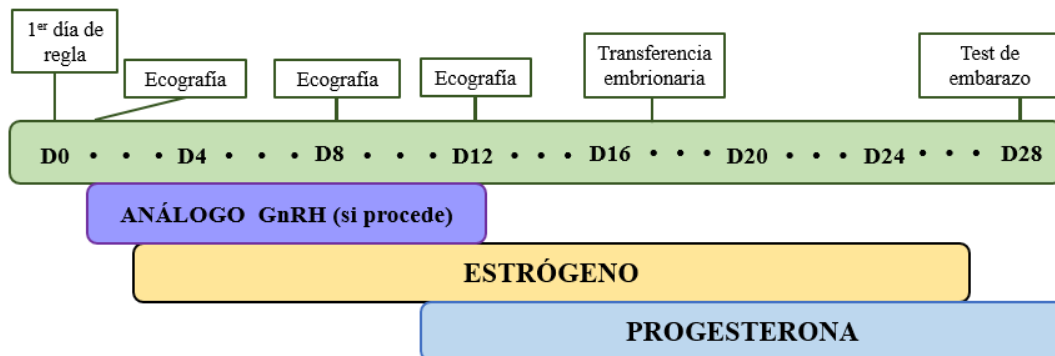 1er día de
regla
Ecografía
Ecografía
Ecografía
Transferencia
embrionaria
Test de
embarazo
D0 • • • D4 • • • D8 • • • D12 • • • D16 • • • D20 • • • D24 • • • D28
ANÁLOGO GnRH (si procede)
ESTRÓGENO
PROGESTERONA